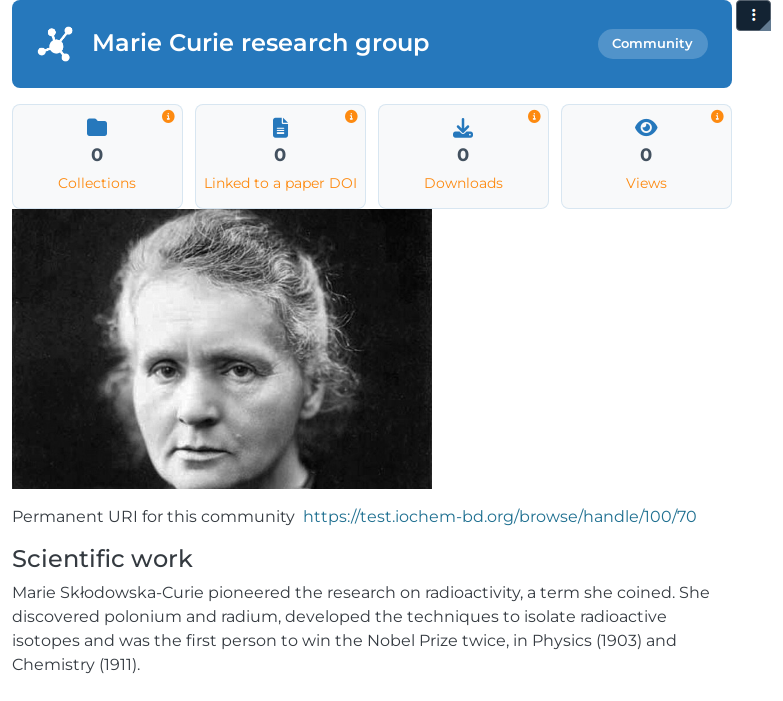 Marie Curie research group
Community
0
Collections
0
Linked to a paper DOI
0
Downloads
0
Views
Permanent URI for this community https://test.iochem-bd.org/browse/handle/100/70
Scientific work
Marie Skłodowska-Curie pioneered the research on radioactivity, a term she coined. She
discovered polonium and radium, developed the techniques to isolate radioactive
isotopes and was the first person to win the Nobel Prize twice, in Physics (1903) and
Chemistry (1911).